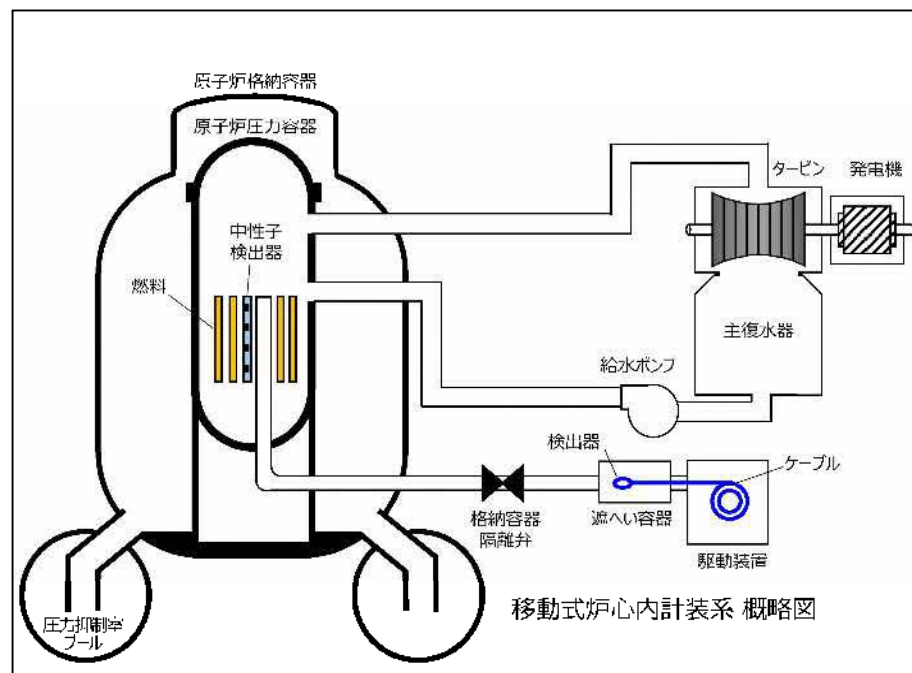 原子炉格納容器
原子炉圧力容器
タービン
発電機
中性子
検出器
燃料
主復水器
給水ポンプ
検出器
ケーブル
格納容器
隔離弁
遮へい容器
駆動装置
圧力抑制室
プール
移動式炉心内計装系 概略図